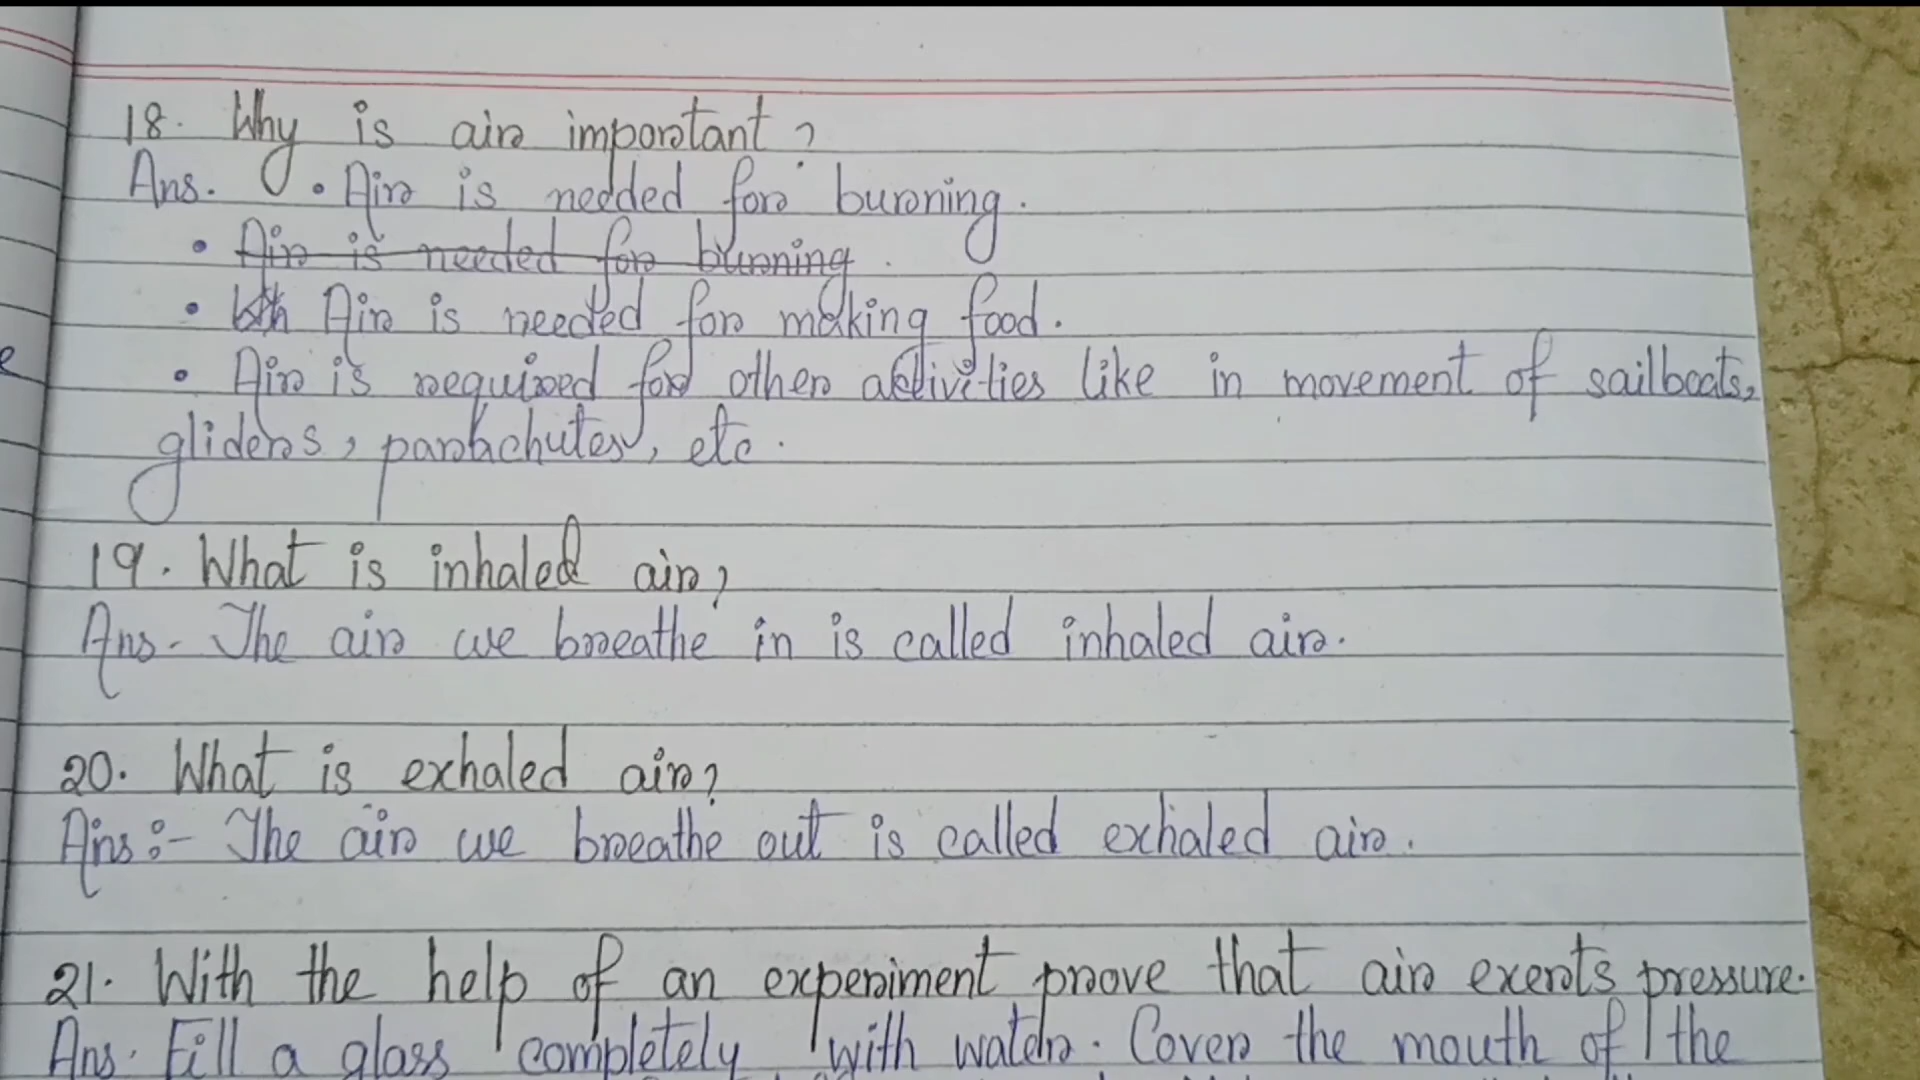 18. Why is air important?
Ans. • Air is needed for burning.
• Air is needed for burning.
• Air is needed for making food.
• Air is required for other activities like in movement of sailboats,
gliders, parachutes, etc.
19. What is inhaled air?
Ans- The air we breathe in is called inhaled air.
20. What is exhaled air?
Ans:- The air we breathe out is called exhaled air.
21. With the help of an experiment prove that air exerts pressure.
Ans. Fill a glass completely with water. Cover the mouth of the